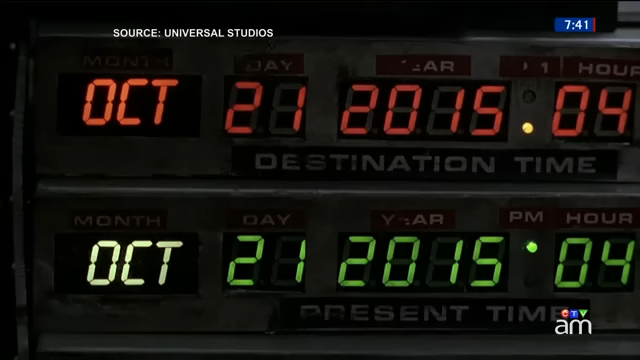 SOURCE: UNIVERSAL STUDIOS
7:41
MONTH DAY HOUR
OCT 21 2015 04
DESTINATION TIME
MONTH DAY YEAR PM HOUR
OCT 21 2015 04
PRESENT TIME
CTV
am